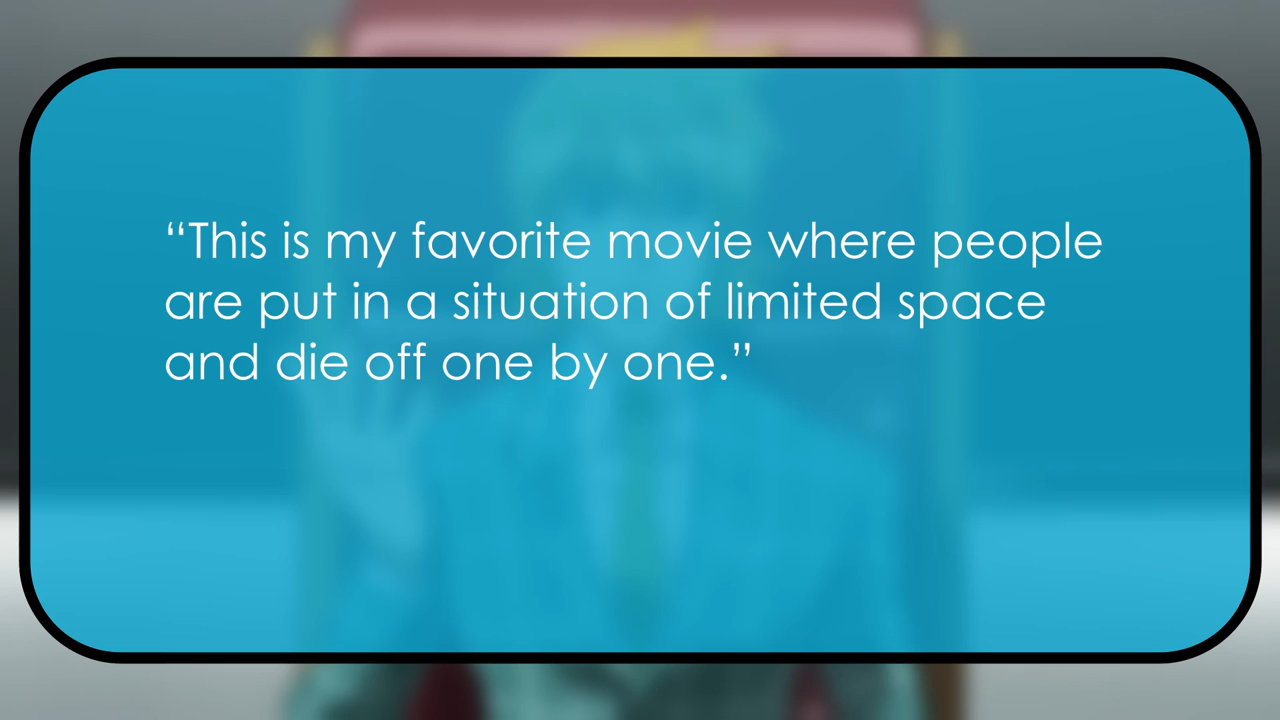 “This is my favorite movie where people
are put in a situation of limited space
and die off one by one.”